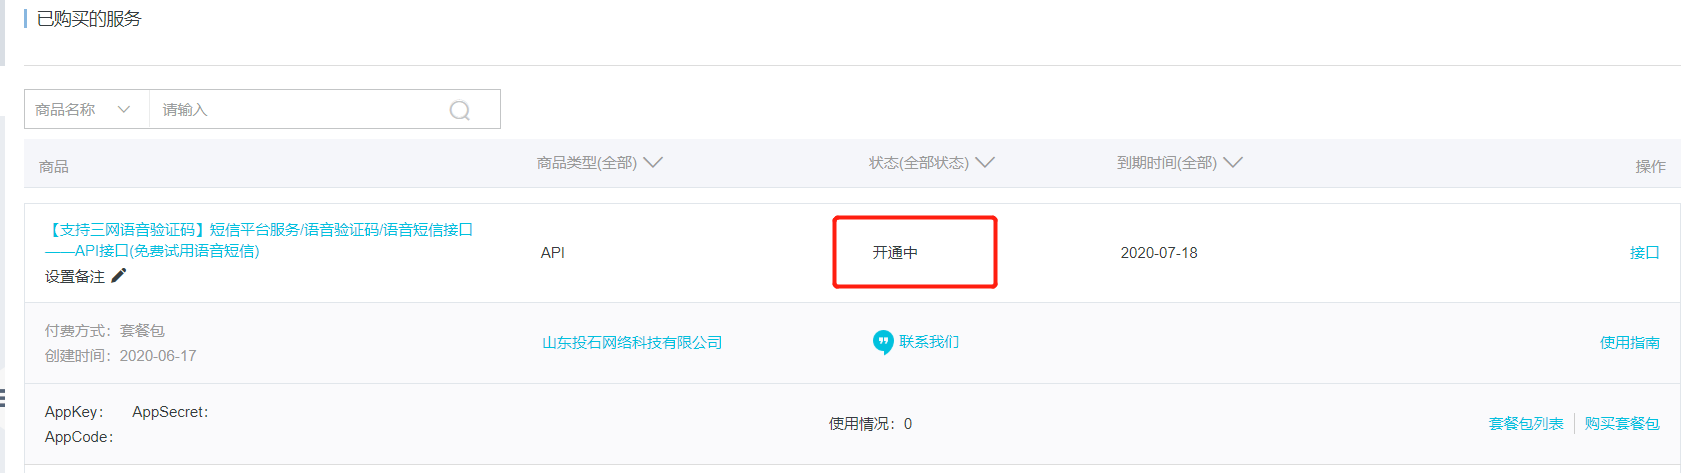 已购买的服务
商品名称 请输入
商品 商品类型(全部) 状态(全部状态) 到期时间(全部) 操作
【支持三网语音验证码】短信平台服务/语音验证码/语音短信接口
——API接口(免费试用语音短信)
API 开通中 2020-07-18 接口
设置备注
付费方式：套餐包
创建时间：2020-06-17
山东投石网络科技有限公司 联系我们 使用指南
AppKey： AppSecret：
AppCode：
使用情况：0 套餐包列表 购买套餐包